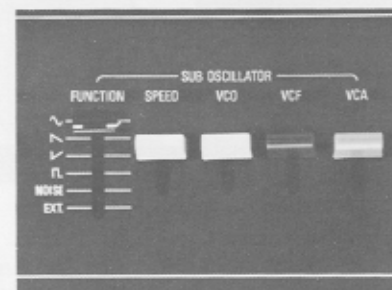 SUB OSCILLATOR
FUNCTION SPEED VCO VCF VCA
NOISE
EXT.